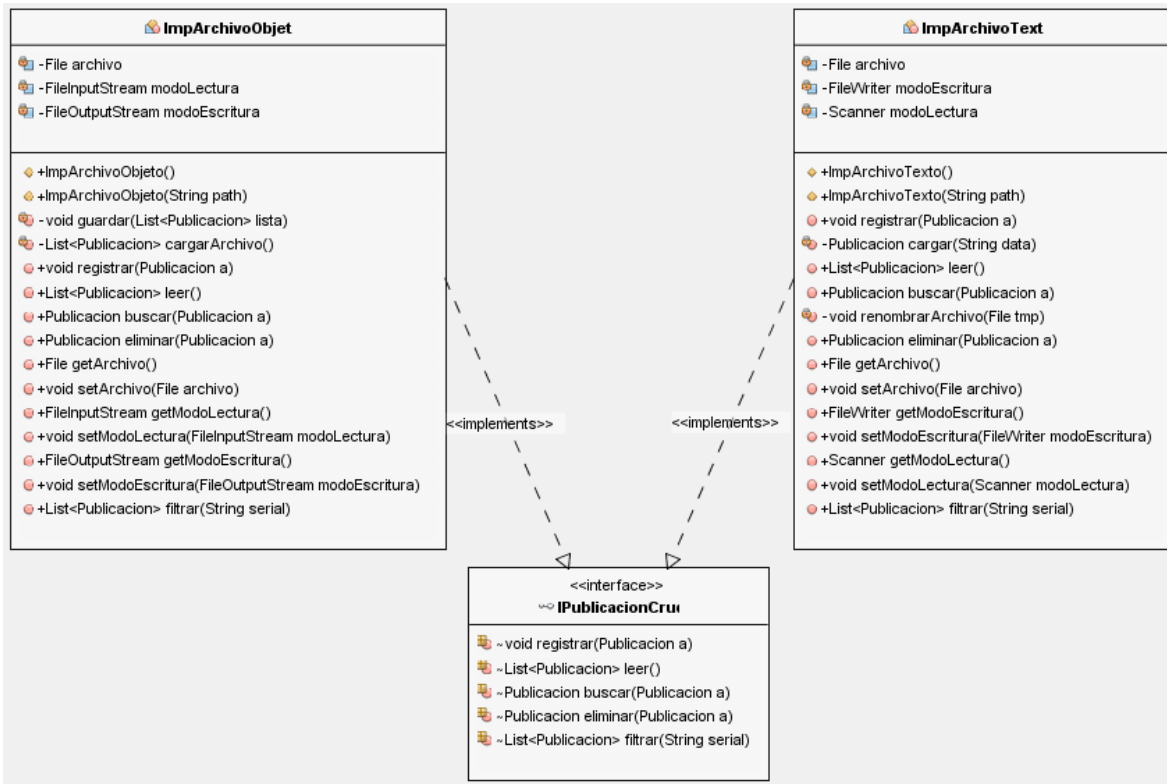 ImpArchivoObjet
-File archivo
-FileInputStream modoLectura
-FileOutputStream modoEscritura
+ImpArchivoObjeto()
+ImpArchivoObjeto(String path)
-void guardar(List<Publicacion> lista)
-List<Publicacion> cargarArchivo()
+void registrar(Publicacion a)
+List<Publicacion> leer()
+Publicacion buscar(Publicacion a)
+Publicacion eliminar(Publicacion a)
+File getArchivo()
+void setArchivo(File archivo)
+FileInputStream getModoLectura()
+void setModoLectura(FileInputStream modoLectura)
+FileOutputStream getModoEscritura()
+void setModoEscritura(FileOutputStream modoEscritura)
+List<Publicacion> filtrar(String serial)
ImpArchivoText
-File archivo
-FileWriter modoEscritura
-Scanner modoLectura
+ImpArchivoTexto()
+ImpArchivoTexto(String path)
+void registrar(Publicacion a)
-Publicacion cargar(String data)
+List<Publicacion> leer()
+Publicacion buscar(Publicacion a)
-void renombrarArchivo(File tmp)
+Publicacion eliminar(Publicacion a)
+File getArchivo()
+void setArchivo(File archivo)
+FileWriter getModoEscritura()
+void setModoEscritura(FileWriter modoEscritura)
+Scanner getModoLectura()
+void setModoLectura(Scanner modoLectura)
+List<Publicacion> filtrar(String serial)
<<implements>>
<<implements>>
<<interface>>
IPublicacionCru
~void registrar(Publicacion a)
~List<Publicacion> leer()
~Publicacion buscar(Publicacion a)
~Publicacion eliminar(Publicacion a)
~List<Publicacion> filtrar(String serial)